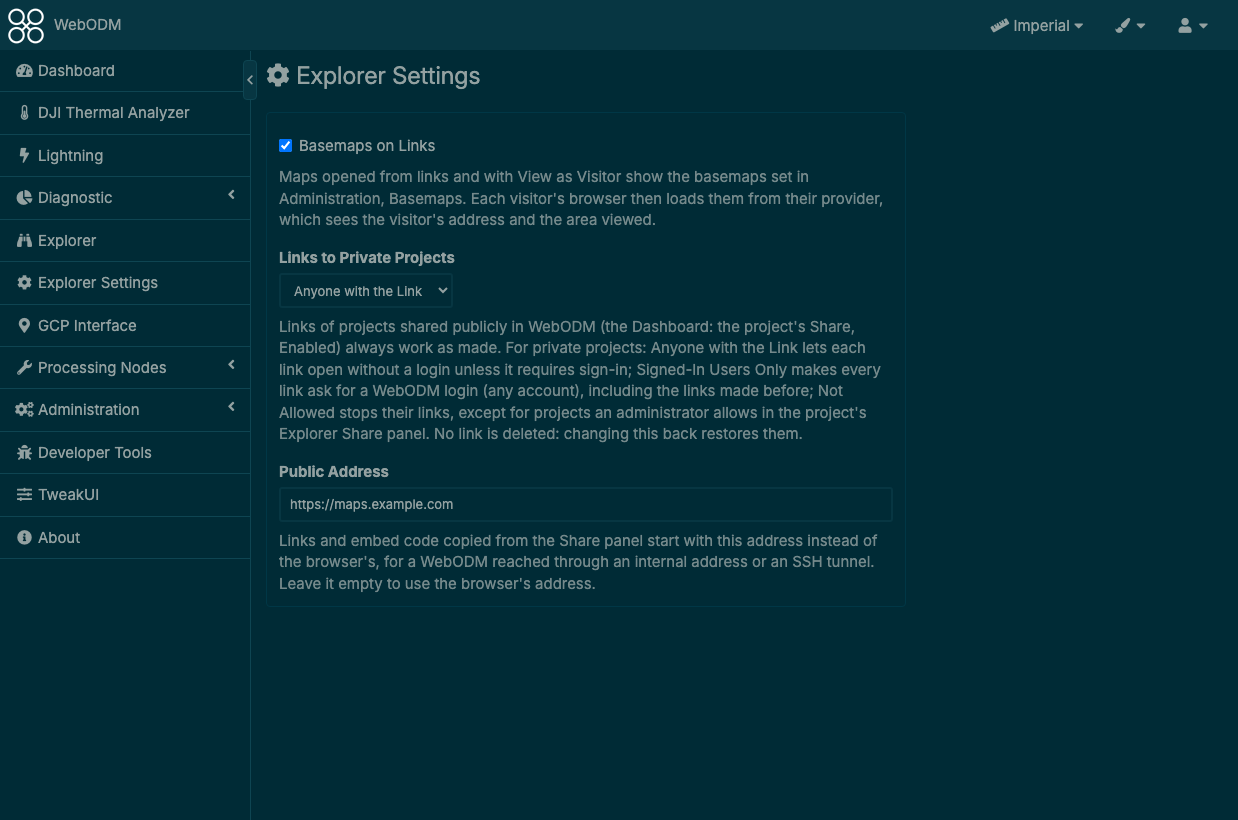 WebODM
Imperial
Dashboard
DJI Thermal Analyzer
Lightning
Diagnostic
Explorer
Explorer Settings
GCP Interface
Processing Nodes
Administration
Developer Tools
TweakUI
About
Explorer Settings
Basemaps on Links
Maps opened from links and with View as Visitor show the basemaps set in
Administration, Basemaps. Each visitor's browser then loads them from their provider,
which sees the visitor's address and the area viewed.
Links to Private Projects
Anyone with the Link
Links of projects shared publicly in WebODM (the Dashboard: the project's Share,
Enabled) always work as made. For private projects: Anyone with the Link lets each
link open without a login unless it requires sign-in; Signed-In Users Only makes every
link ask for a WebODM login (any account), including the links made before; Not
Allowed stops their links, except for projects an administrator allows in the project's
Explorer Share panel. No link is deleted: changing this back restores them.
Public Address
https://maps.example.com
Links and embed code copied from the Share panel start with this address instead of
the browser's, for a WebODM reached through an internal address or an SSH tunnel.
Leave it empty to use the browser's address.